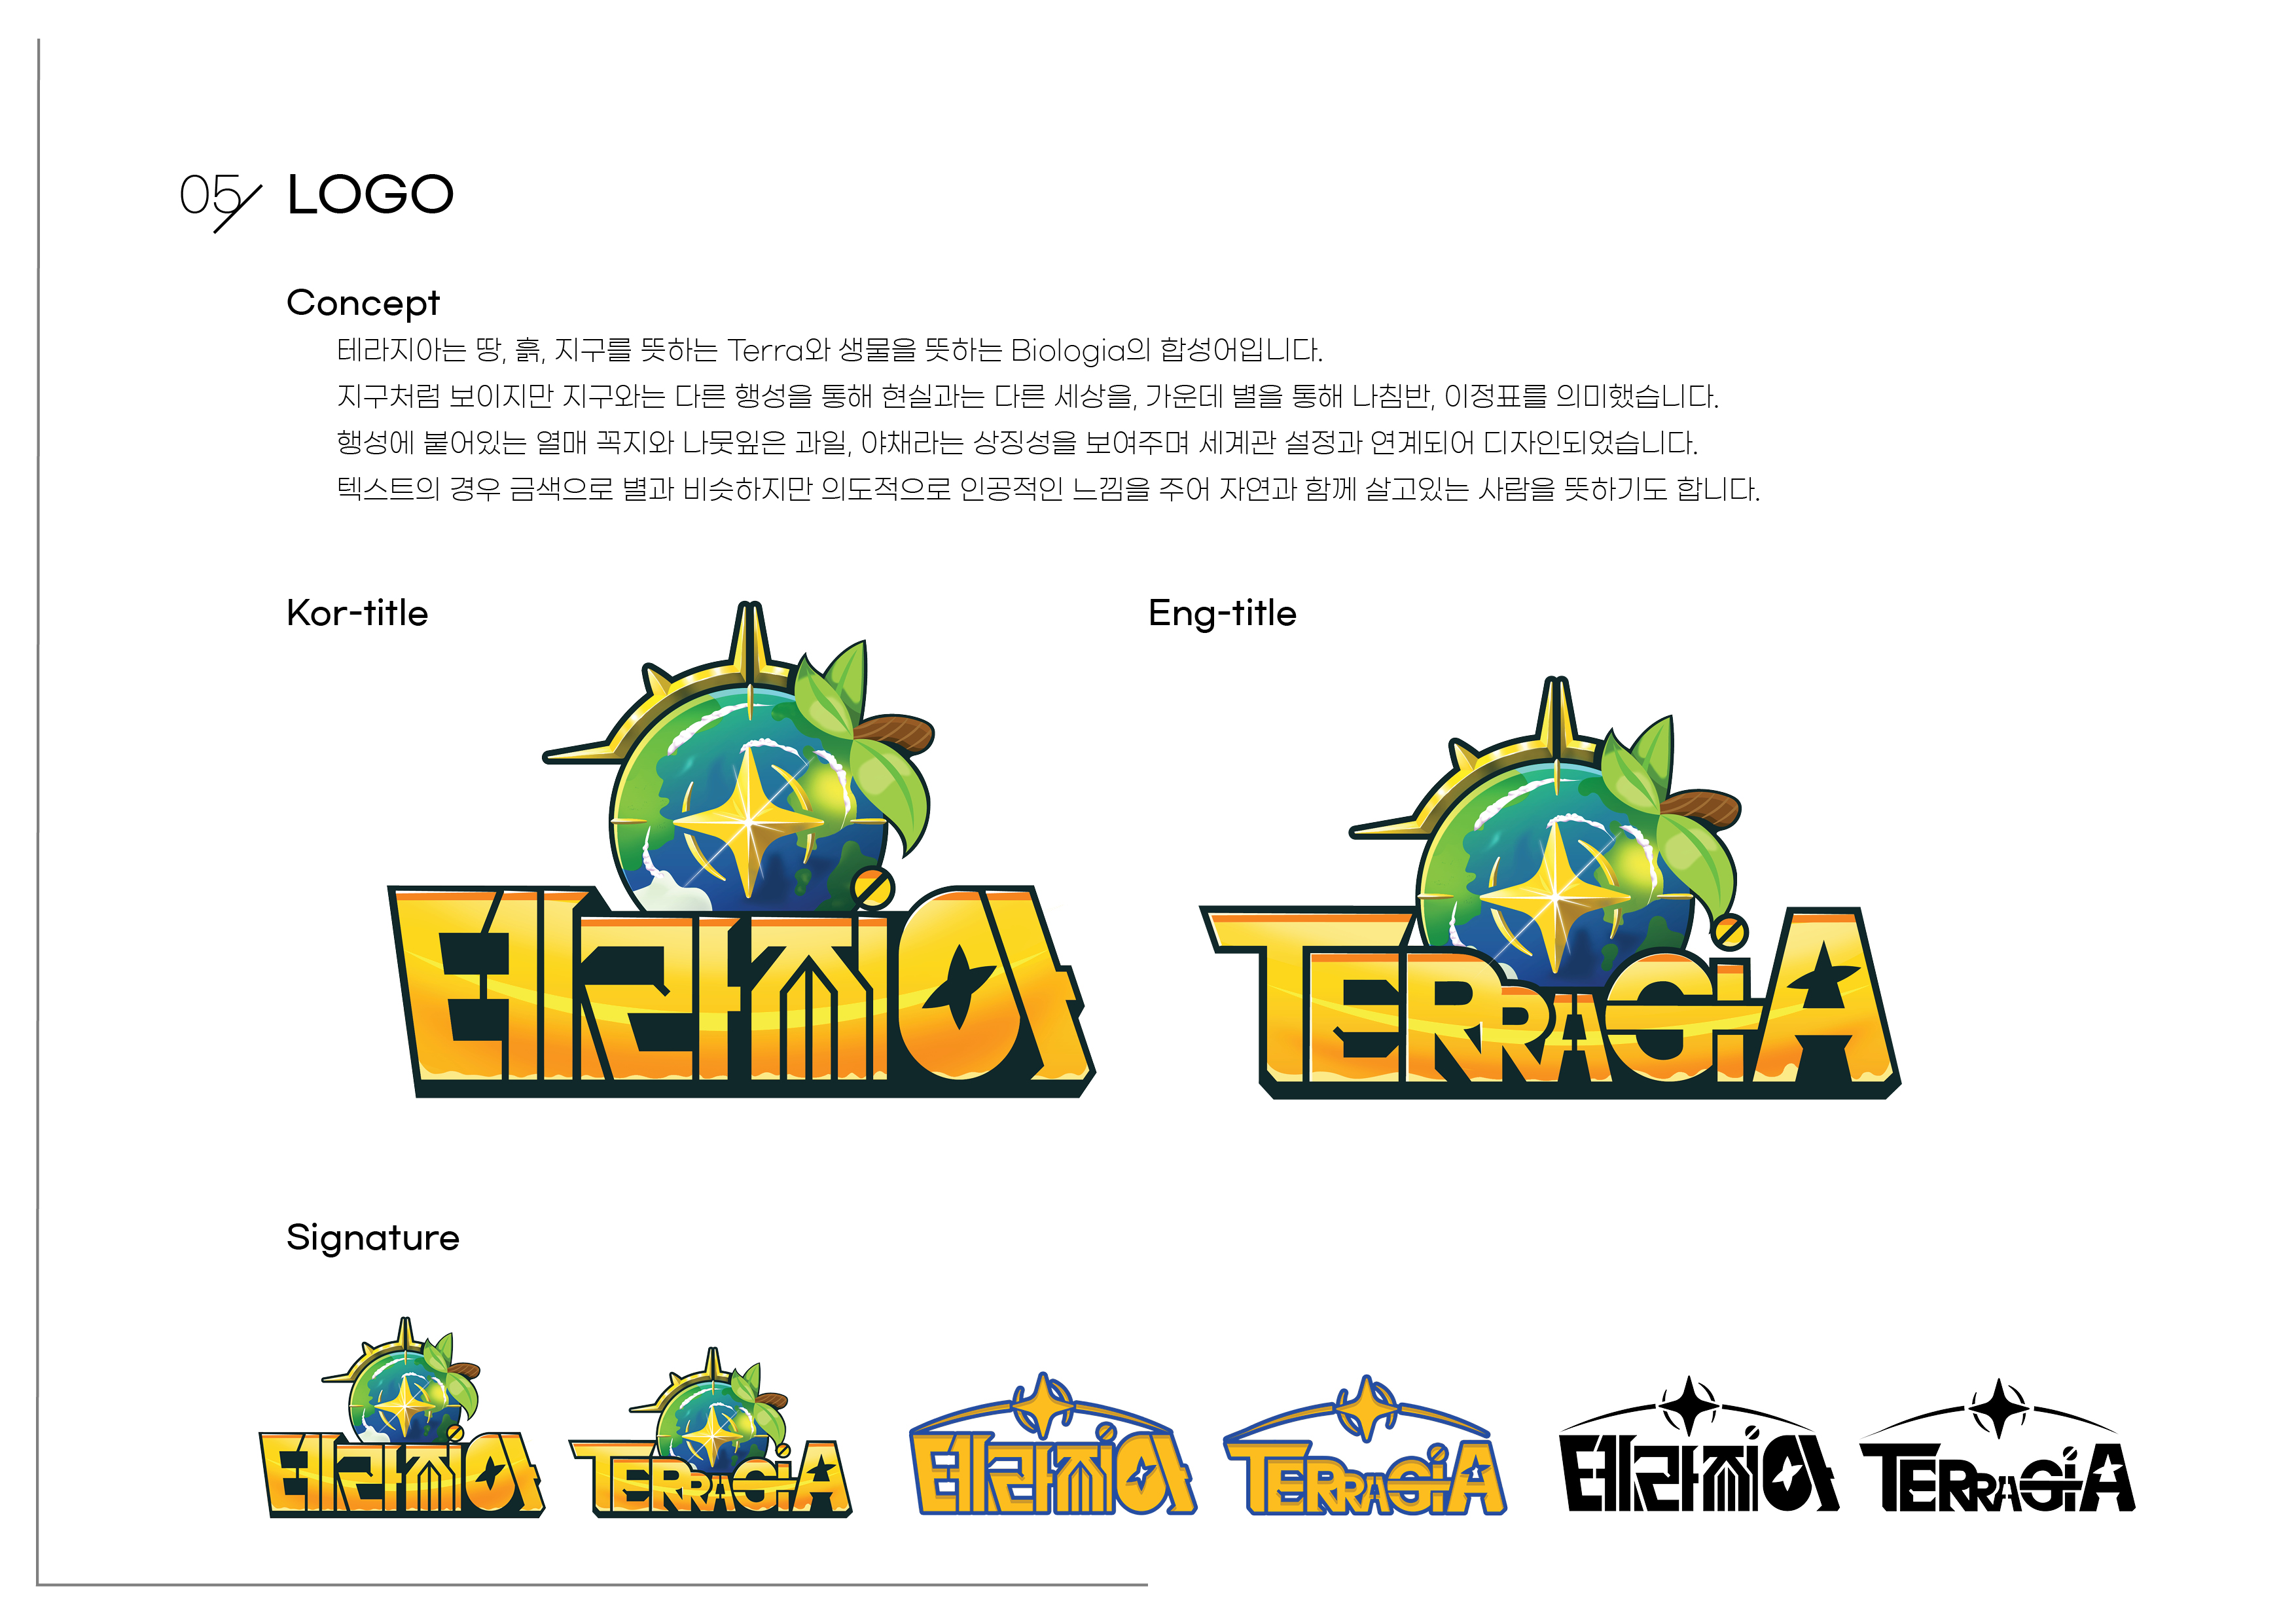 05/ LOGO
Concept
테라지아는 땅, 흙, 지구를 뜻하는 Terra와 생물을 뜻하는 Biologia의 합성어입니다.
지구처럼 보이지만 지구와는 다른 행성을 통해 현실과는 다른 세상을, 가운데 별을 통해 나침반, 이정표를 의미했습니다.
행성에 붙어있는 열매 꼭지와 나뭇잎은 과일, 야채라는 상징성을 보여주며 세계관 설정과 연계되어 디자인되었습니다.
텍스트의 경우 금색으로 별과 비슷하지만 의도적으로 인공적인 느낌을 주어 자연과 함께 살고있는 사람을 뜻하기도 합니다.
Kor-title
Eng-title
테라지아
TERRAGiA
Signature
테라지아
TERRAGiA
테라지아
TERRAGiA
테라지아
TERRAGiA